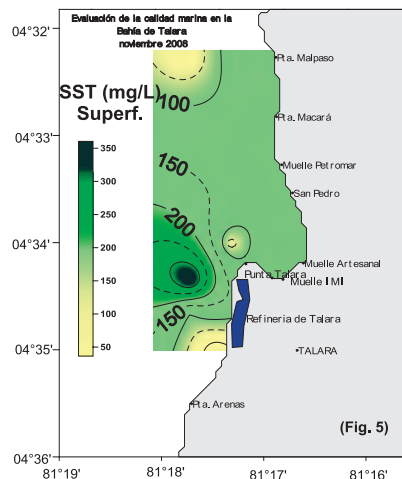 Evaluación de la calidad marina en la
Bahía de Talara
noviembre 2008
04°32'
04°33'
04°34'
04°35'
04°36'
SST (mg/L)
Superf.
350
300
250
200
150
100
50
100
150
200
150
Pta. Malpaso
Pta. Macará
Muelle Petromar
San Pedro
Muelle Artesanal
Punta Talara
Muelle IMI
Refineria de Talara
TALARA
Pta. Arenas
(Fig. 5)
81°19'
81°18'
81°17'
81°16'